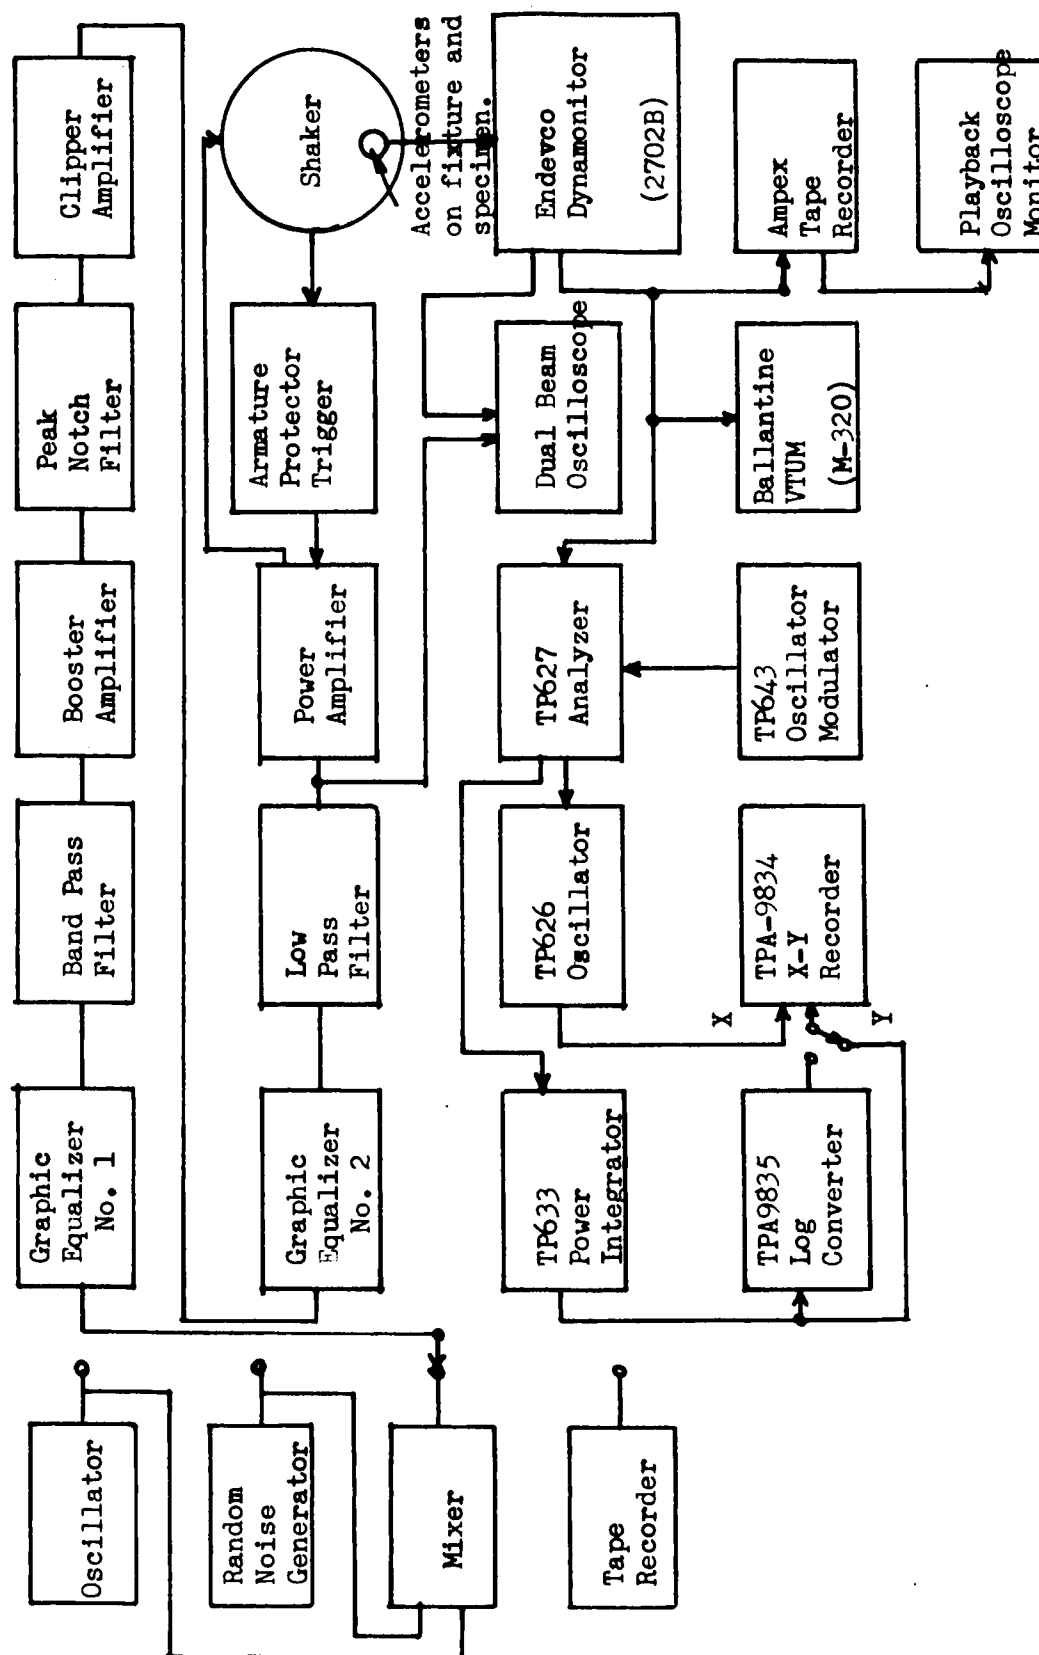 Oscillator
Graphic
Equalizer
No. 1
Band Pass
Filter
Booster
Amplifier
Peak
Notch
Filter
Clipper
Amplifier
Random
Noise
Generator
Graphic
Equalizer
No. 2
Low
Pass
Filter
Power
Amplifier
Armature
Protector
Trigger
Shaker
Accelerometers
on fixture and
specimen.
Mixer
TP633
Power
Integrator
TP626
Oscillator
TP627
Analyzer
Dual Beam
Oscilloscope
Endevco
Dynamonitor
(2702B)
Tape
Recorder
X
TPA9835
Log
Converter
TPA-9834
X-Y
Recorder
Y
TP643
Oscillator
Modulator
Ballantine
VTUM
(M-320)
Ampex
Tape
Recorder
Playback
Oscilloscope
Monitor